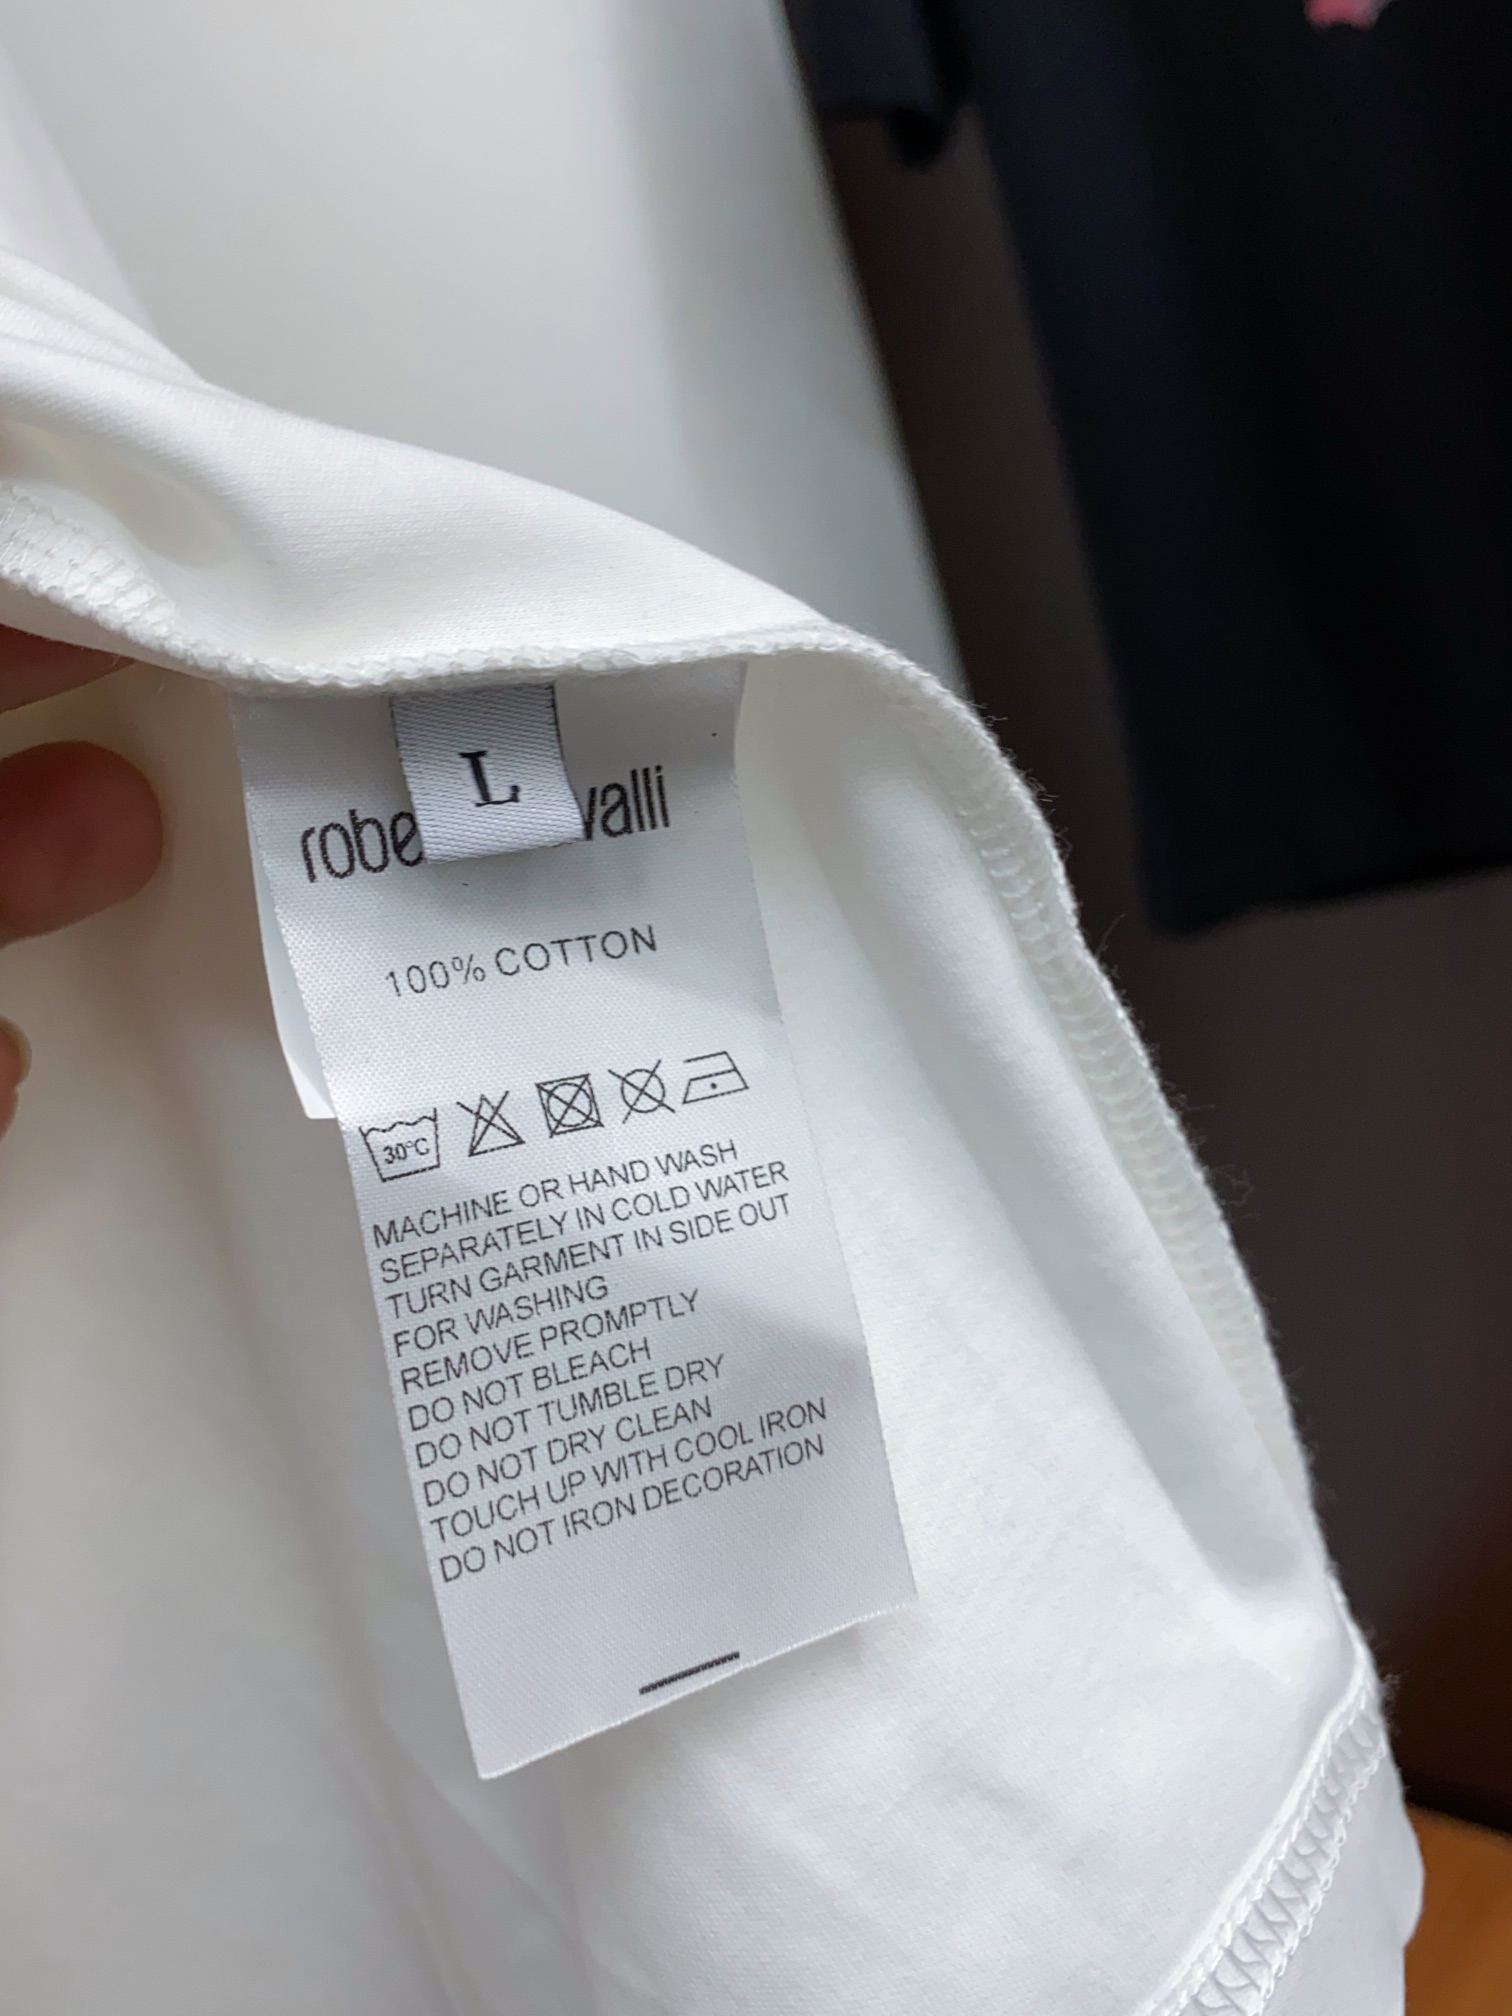 L
robe valli
100% COTTON
30°C
MACHINE OR HAND WASH
SEPARATELY IN COLD WATER
TURN GARMENT IN SIDE OUT
FOR WASHING
REMOVE PROMPTLY
DO NOT BLEACH
DO NOT TUMBLE DRY
DO NOT DRY CLEAN
TOUCH UP WITH COOL IRON
DO NOT IRON DECORATION